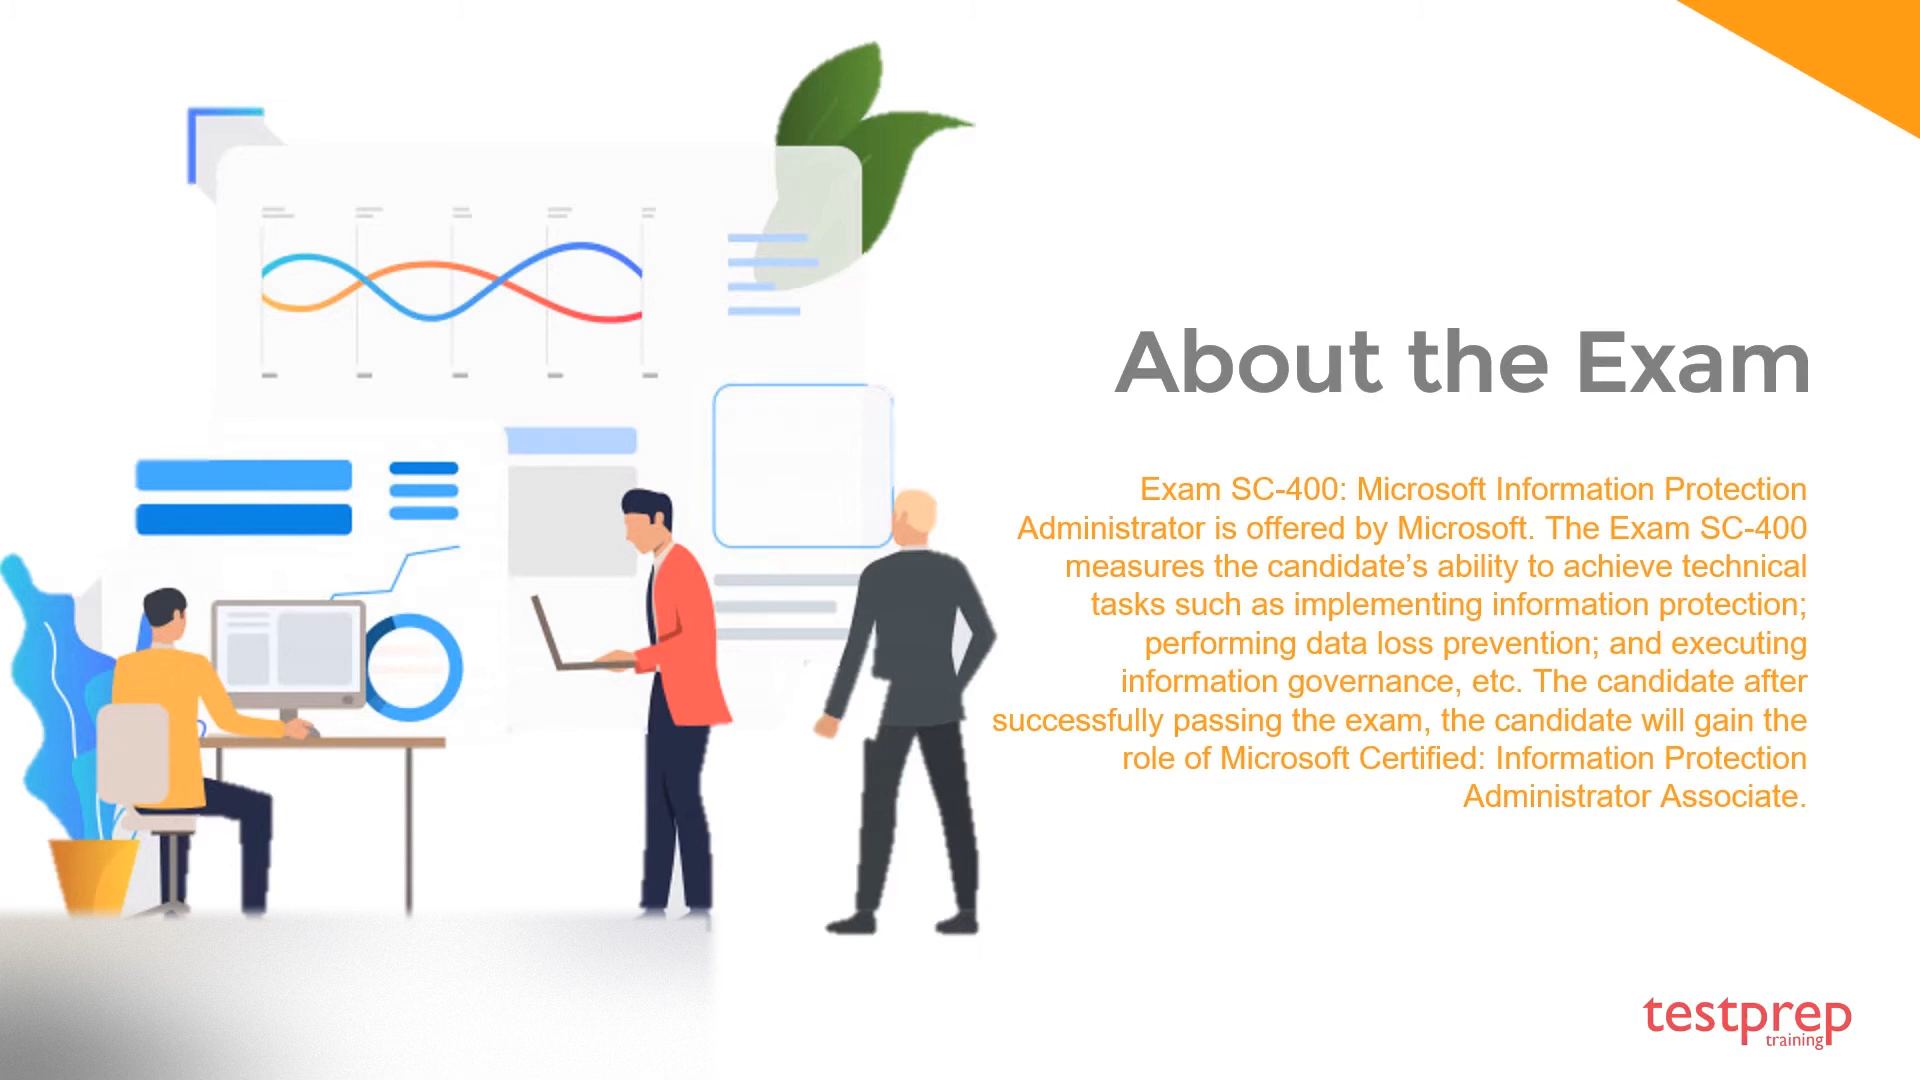 About the Exam
Exam SC-400: Microsoft Information Protection
Administrator is offered by Microsoft. The Exam SC-400
measures the candidate’s ability to achieve technical
tasks such as implementing information protection;
performing data loss prevention; and executing
information governance, etc. The candidate after
successfully passing the exam, the candidate will gain the
role of Microsoft Certified: Information Protection
Administrator Associate.
testprep
training